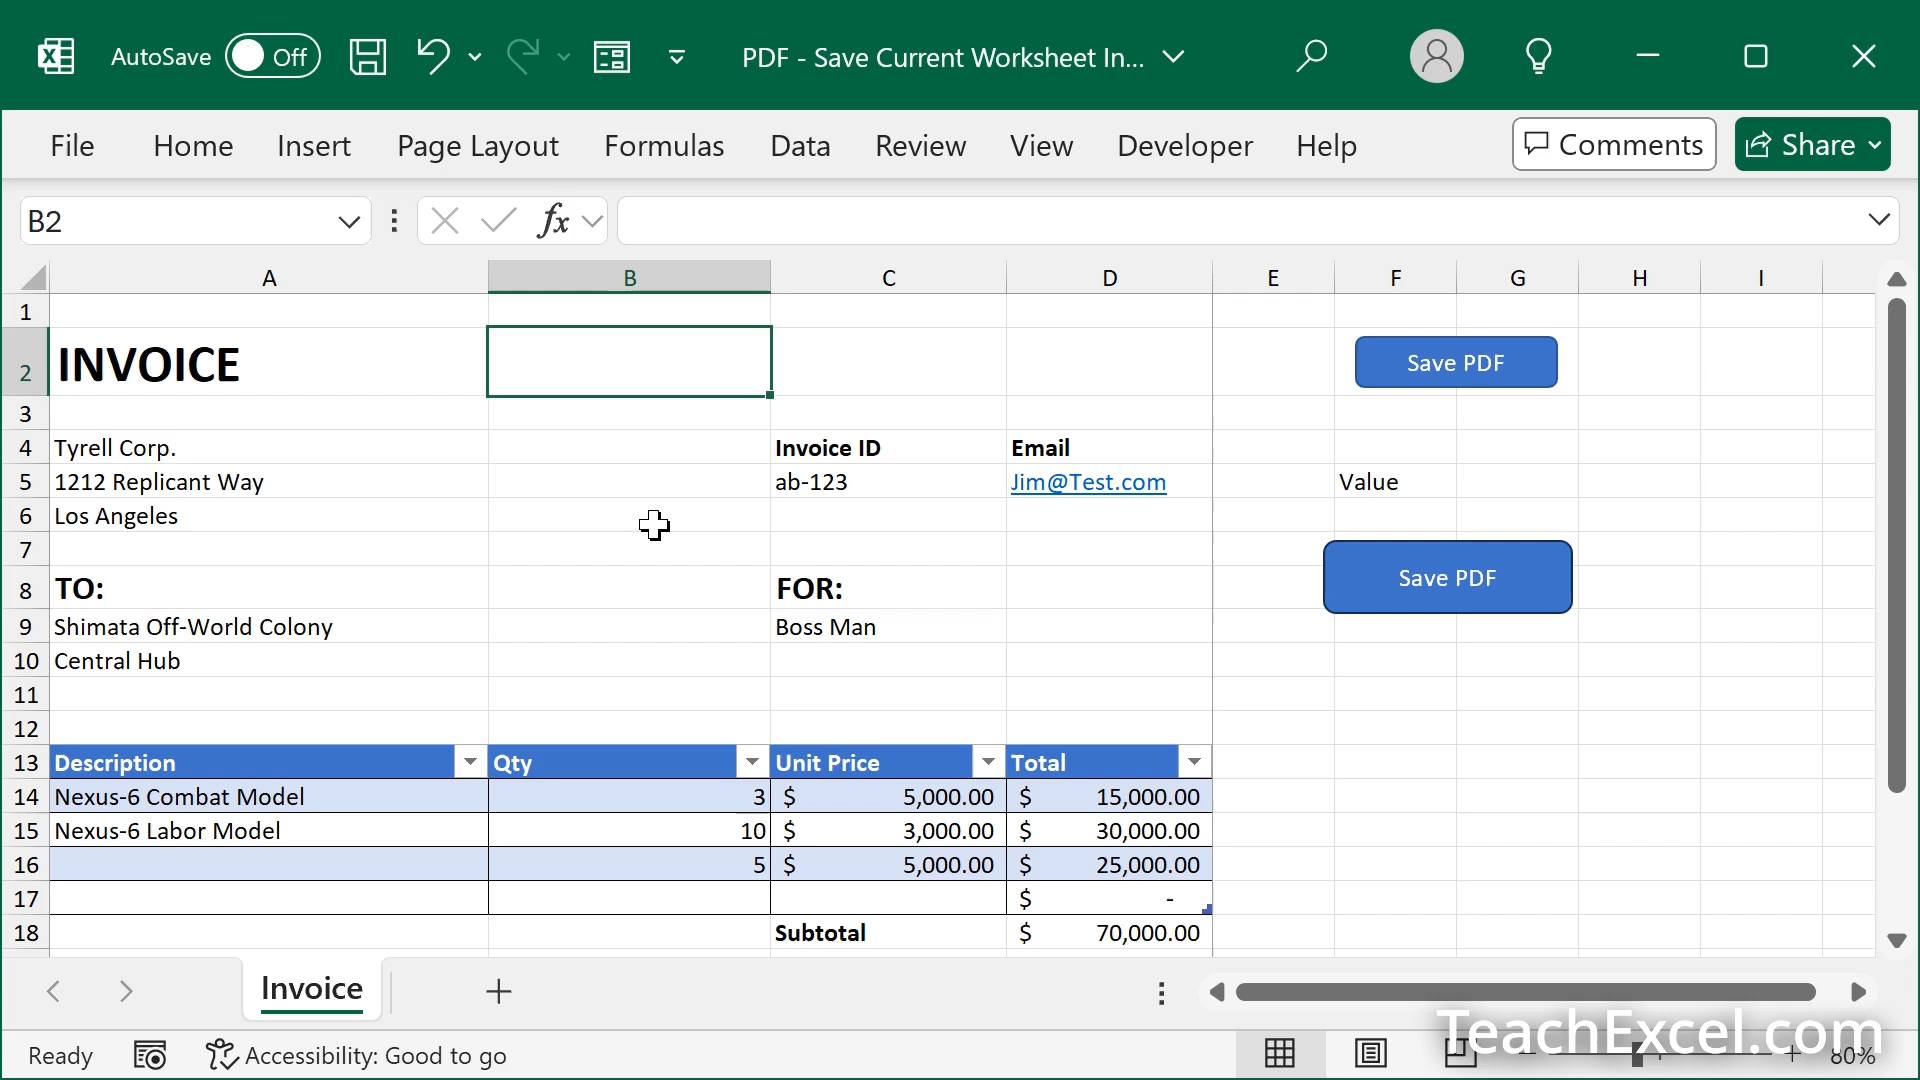 AutoSave Off PDF - Save Current Worksheet In...
File Home Insert Page Layout Formulas Data Review View Developer Help Comments Share
B2 fx
A B C D E F G H I
1
2 INVOICE Save PDF
3
4 Tyrell Corp. Invoice ID Email
5 1212 Replicant Way ab-123 Jim@Test.com Value
6 Los Angeles
7
8 TO: FOR: Save PDF
9 Shimata Off-World Colony Boss Man
10 Central Hub
11
12
13 Description Qty Unit Price Total
14 Nexus-6 Combat Model 3 $ 5,000.00 $ 15,000.00
15 Nexus-6 Labor Model 10 $ 3,000.00 $ 30,000.00
16 5 $ 5,000.00 $ 25,000.00
17 $ -
18 Subtotal $ 70,000.00
Invoice
TeachExcel.com
Ready Accessibility: Good to go 80%